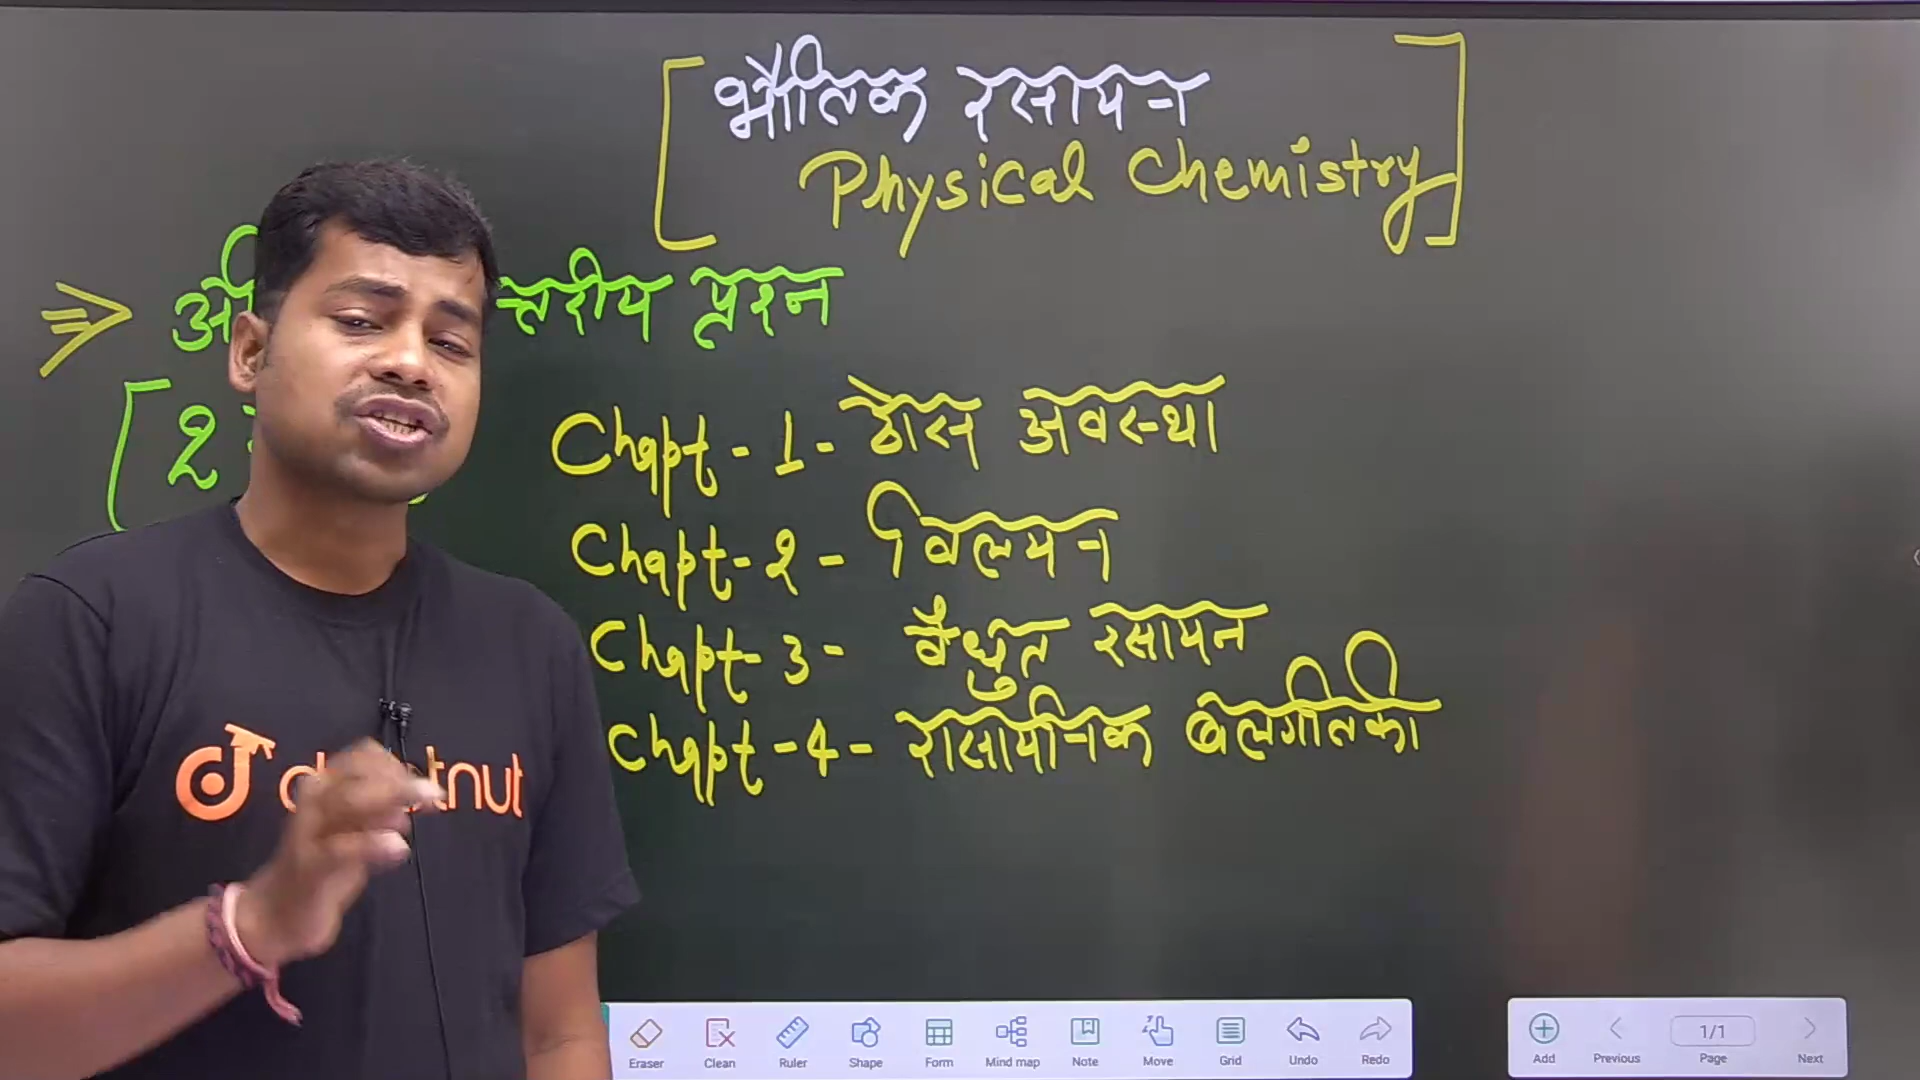 भौतिक रसायन
Physical Chemistry
प्रश्न
Chapt - 1 - ठोस अवस्था
Chapt - 2 - विलयन
Chapt - 3 - वैधुत रसायन
Chapt - 4 - रासायनिक बलगतिकी
Eraser Clean Ruler Shape Form Mind map Note Move Grid Undo Redo
Add Previous 1/1 Page Next